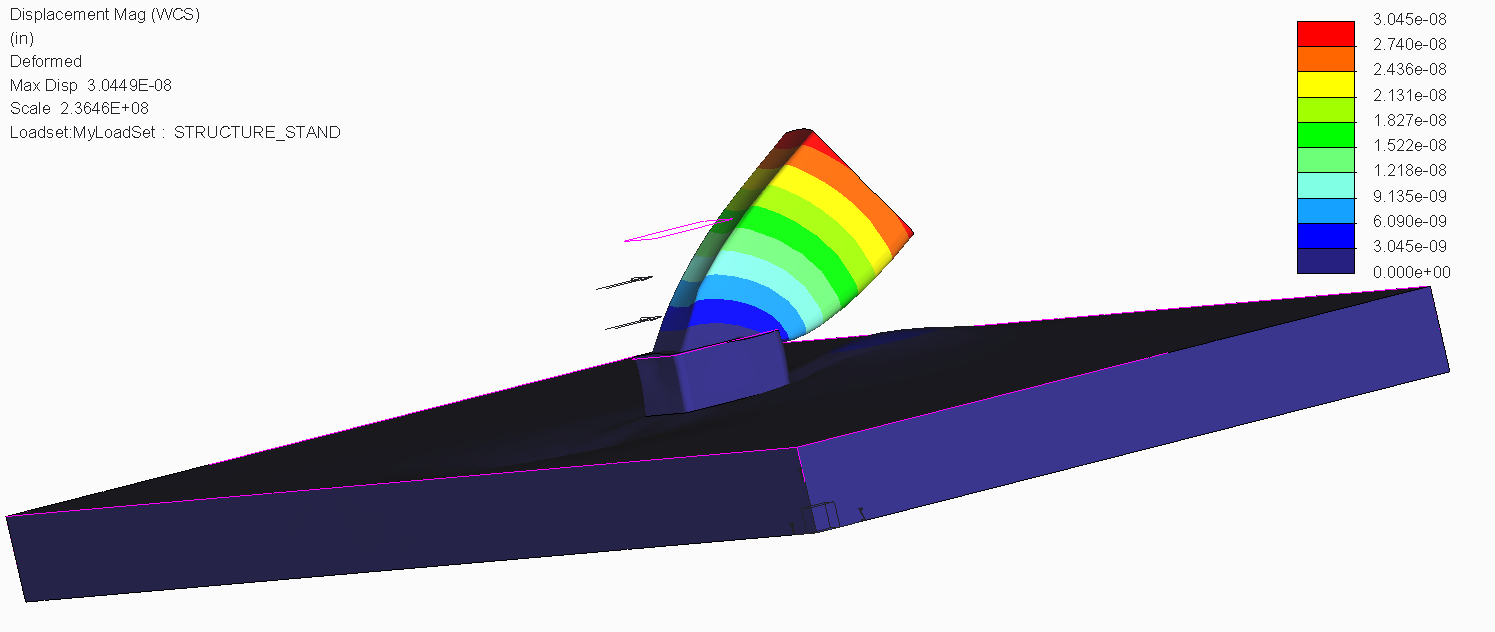 Displacement Mag (WCS)
(in)
Deformed
Max Disp 3.0449E-08
Scale 2.3646E+08
Loadset:MyLoadSet : STRUCTURE_STAND
3.045e-08
2.740e-08
2.436e-08
2.131e-08
1.827e-08
1.522e-08
1.218e-08
9.135e-09
6.090e-09
3.045e-09
0.000e+00